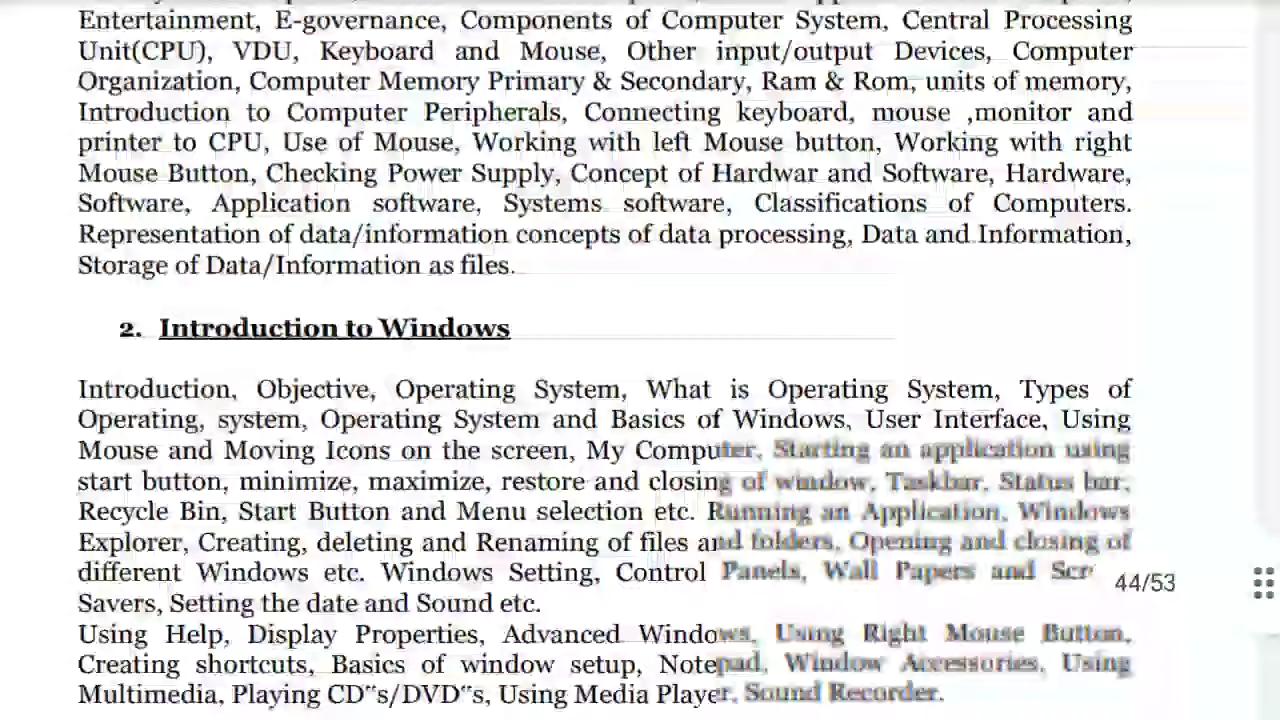 Entertainment, E-governance, Components of Computer System, Central Processing
Unit(CPU), VDU, Keyboard and Mouse, Other input/output Devices, Computer
Organization, Computer Memory Primary & Secondary, Ram & Rom, units of memory,
Introduction to Computer Peripherals, Connecting keyboard, mouse ,monitor and
printer to CPU, Use of Mouse, Working with left Mouse button, Working with right
Mouse Button, Checking Power Supply, Concept of Hardwar and Software, Hardware,
Software, Application software, Systems software, Classifications of Computers.
Representation of data/information concepts of data processing, Data and Information,
Storage of Data/Information as files.
2. Introduction to Windows
Introduction, Objective, Operating System, What is Operating System, Types of
Operating, system, Operating System and Basics of Windows, User Interface, Using
Mouse and Moving Icons on the screen, My Computer, Starting an application using
start button, minimize, maximize, restore and closing of window, Taskbar, Status bar,
Recycle Bin, Start Button and Menu selection etc. Running an Application, Windows
Explorer, Creating, deleting and Renaming of files and folders, Opening and closing of
different Windows etc. Windows Setting, Control Panels, Wall Papers and Scr
44/53
Savers, Setting the date and Sound etc.
Using Help, Display Properties, Advanced Windows, Using Right Mouse Button,
Creating shortcuts, Basics of window setup, Notepad, Window Accessories, Using
Multimedia, Playing CD"s/DVD"s, Using Media Player, Sound Recorder.